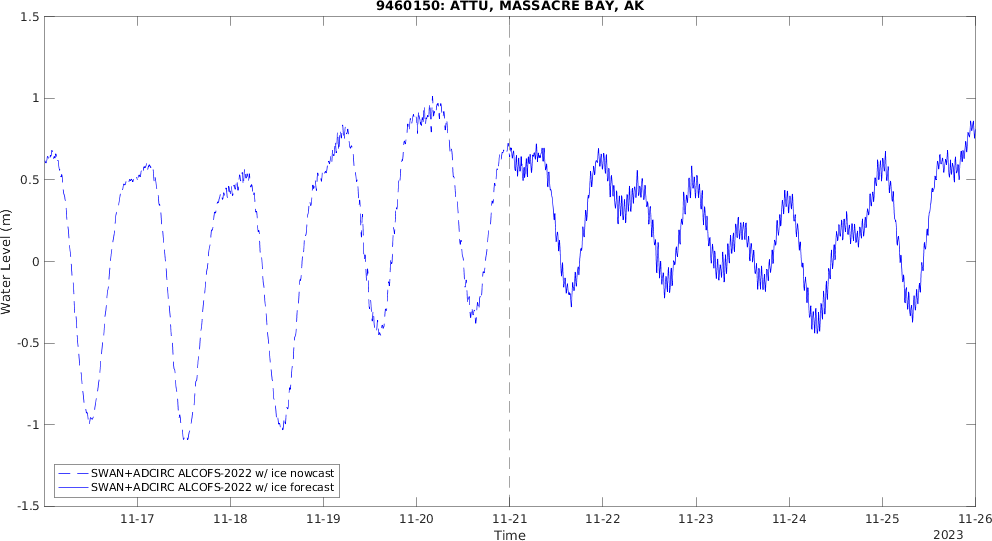 9460150: ATTU, MASSACRE BAY, AK
1.5
1
0.5
0
-0.5
-1
-1.5
Water Level (m)
SWAN+ADCIRC ALCOFS-2022 w/ ice nowcast
SWAN+ADCIRC ALCOFS-2022 w/ ice forecast
11-17 11-18 11-19 11-20 11-21 11-22 11-23 11-24 11-25 11-26
Time
2023